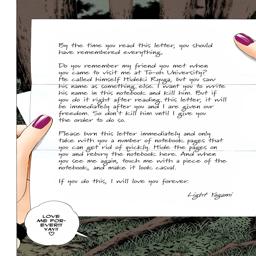 By the time you read this letter, you should
have remembered everything.
Do you remember my friend you met when
you came to visit me at To-oh University?
He called himself Hideki Ryuga, but you saw
his name as something else. I want you to write
his name in this notebook and kill him. But if
you do it right after reading this letter, it will
be immediately after you and I are given our
freedom. So don't kill him until I give you
the order to do so.
Please burn this letter immediately and only
take with you a number of notebook pages that
you can get rid of quickly. Hide the pages on
you and rebury the notebook here. And when
you see me again, touch me with a piece of the
notebook, and make it look casual.
If you do this, I will love you forever.
Light Yagami
LOVE
ME FOR-
EVER!!
YAY!!